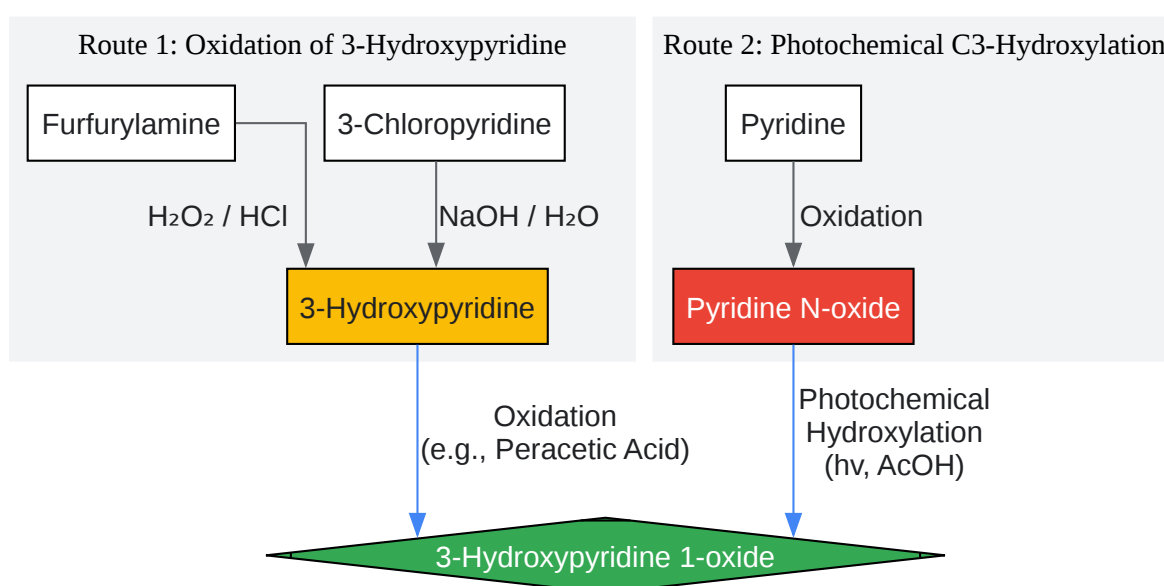 Route 1: Oxidation of 3-Hydroxypyridine
Furfurylamine
3-Chloropyridine
H₂O₂ / HCl
NaOH / H₂O
3-Hydroxypyridine
Oxidation
(e.g., Peracetic Acid)
Route 2: Photochemical C3-Hydroxylation
Pyridine
Oxidation
Pyridine N-oxide
Photochemical
Hydroxylation
(hv, AcOH)
3-Hydroxypyridine 1-oxide